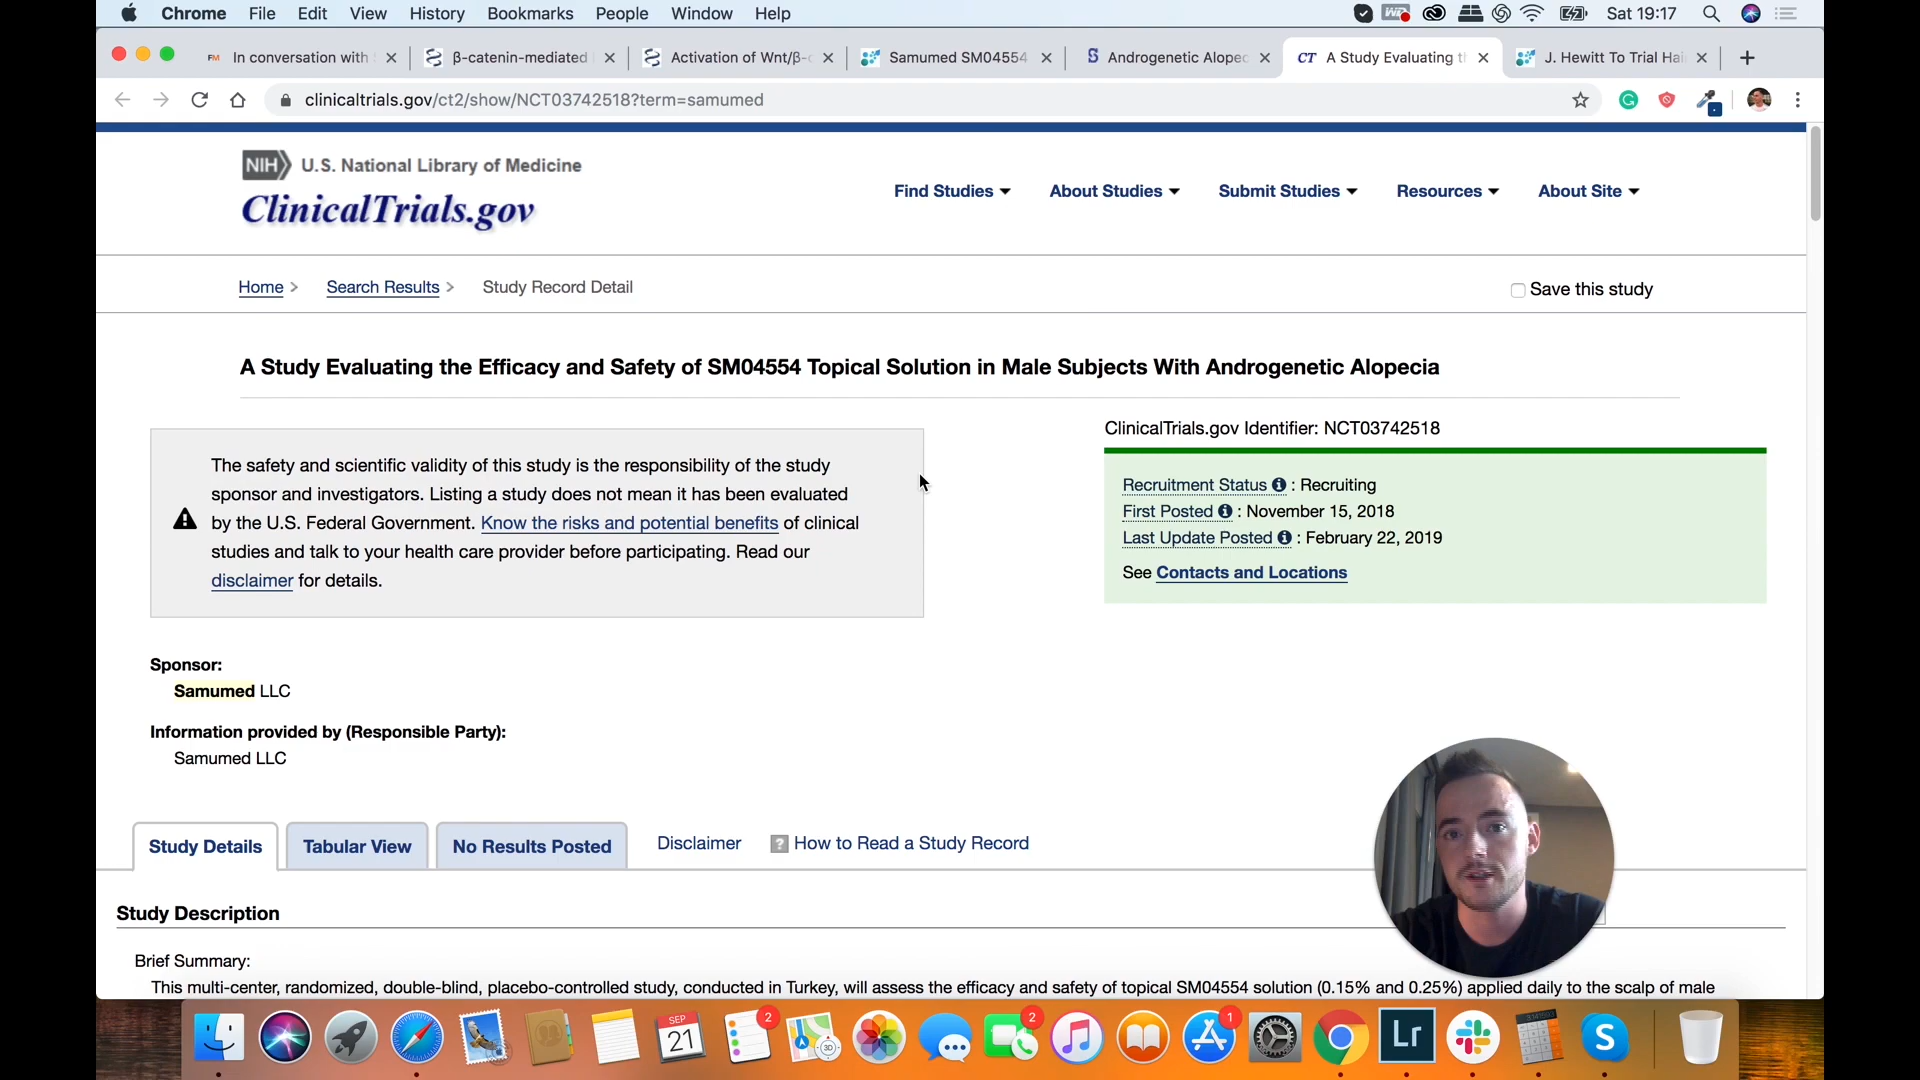 Chrome File Edit View History Bookmarks People Window Help Sat 19:17
In conversation with
β-catenin-mediated
Activation of Wnt/β-c
Samumed SM04554
Androgenetic Alopec
CT A Study Evaluating th
J. Hewitt To Trial Hai
clinicaltrials.gov/ct2/show/NCT03742518?term=samumed
NIH U.S. National Library of Medicine
ClinicalTrials.gov
Find Studies About Studies Submit Studies Resources About Site
Home > Search Results > Study Record Detail
Save this study
A Study Evaluating the Efficacy and Safety of SM04554 Topical Solution in Male Subjects With Androgenetic Alopecia
The safety and scientific validity of this study is the responsibility of the study
sponsor and investigators. Listing a study does not mean it has been evaluated
by the U.S. Federal Government. Know the risks and potential benefits of clinical
studies and talk to your health care provider before participating. Read our
disclaimer for details.
ClinicalTrials.gov Identifier: NCT03742518
Recruitment Status : Recruiting
First Posted : November 15, 2018
Last Update Posted : February 22, 2019
See Contacts and Locations
Sponsor:
Samumed LLC
Information provided by (Responsible Party):
Samumed LLC
Study Details Tabular View No Results Posted Disclaimer ? How to Read a Study Record
Study Description
Brief Summary:
This multi-center, randomized, double-blind, placebo-controlled study, conducted in Turkey, will assess the efficacy and safety of topical SM04554 solution (0.15% and 0.25%) applied daily to the scalp of male
SEP
21
2
3D
2
1
Lr
S